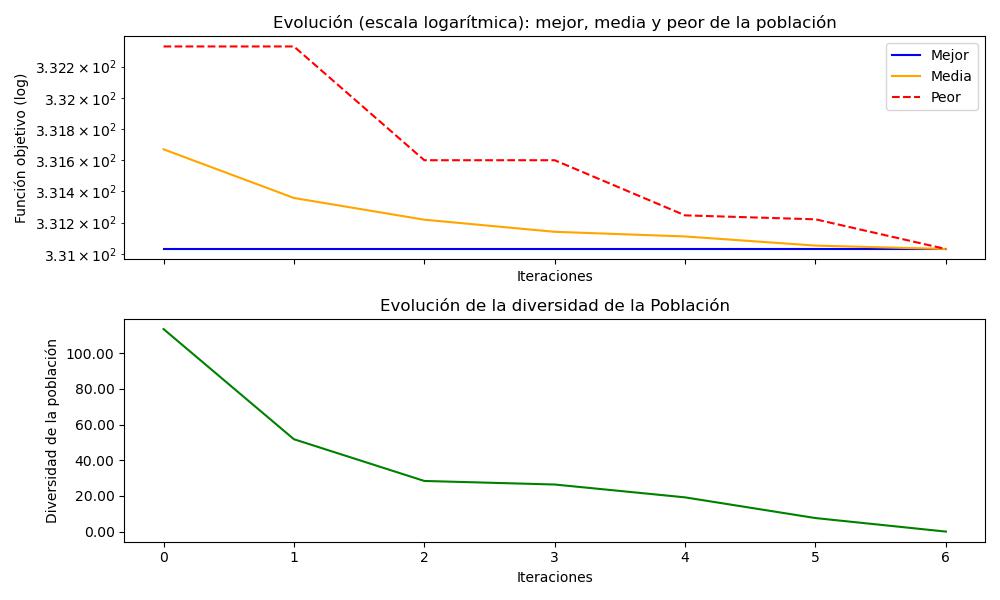 Evolución (escala logarítmica): mejor, media y peor de la población
Función objetivo (log)
3.322 × 10²
3.32 × 10²
3.318 × 10²
3.316 × 10²
3.314 × 10²
3.312 × 10²
3.31 × 10²
Mejor
Media
Peor
Iteraciones
Evolución de la diversidad de la Población
Diversidad de la población
100.00
80.00
60.00
40.00
20.00
0.00
0 1 2 3 4 5 6
Iteraciones